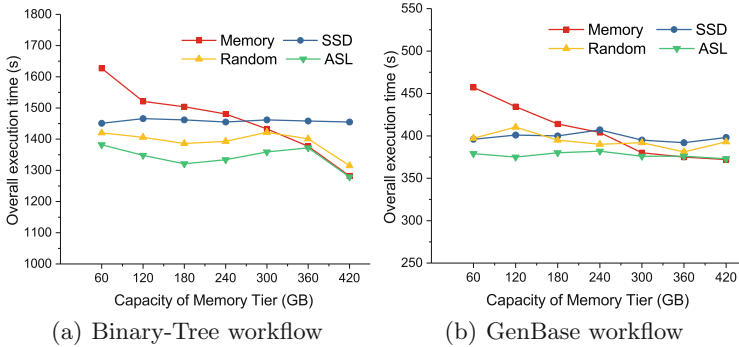 Overall execution time (s)
1800
1700
1600
1500
1400
1300
1200
1100
1000
Memory
SSD
Random
ASL
60 120 180 240 300 360 420
Capacity of Memory Tier (GB)
(a) Binary-Tree workflow
Overall execution time (s)
550
500
450
400
350
300
250
Memory
SSD
Random
ASL
60 120 180 240 300 360 420
Capacity of Memory Tier (GB)
(b) GenBase workflow